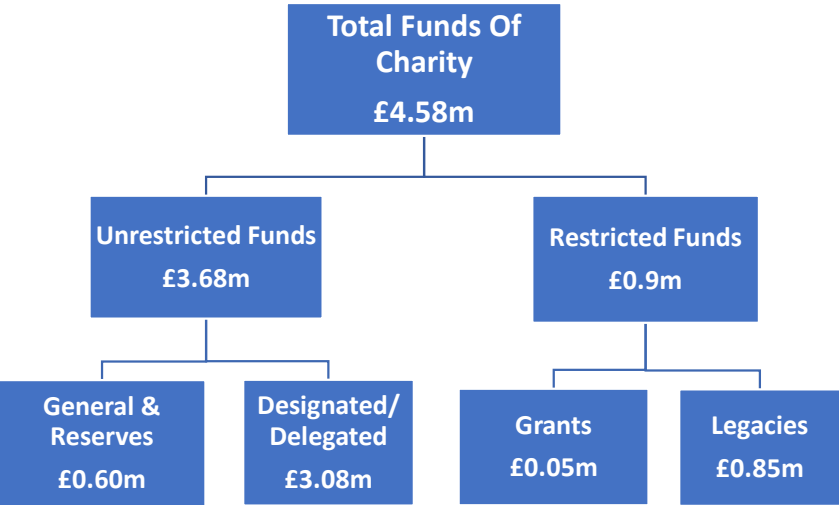 Total Funds Of
Charity
£4.58m
Unrestricted Funds
£3.68m
Restricted Funds
£0.9m
General &
Reserves
£0.60m
Designated/
Delegated
£3.08m
Grants
£0.05m
Legacies
£0.85m